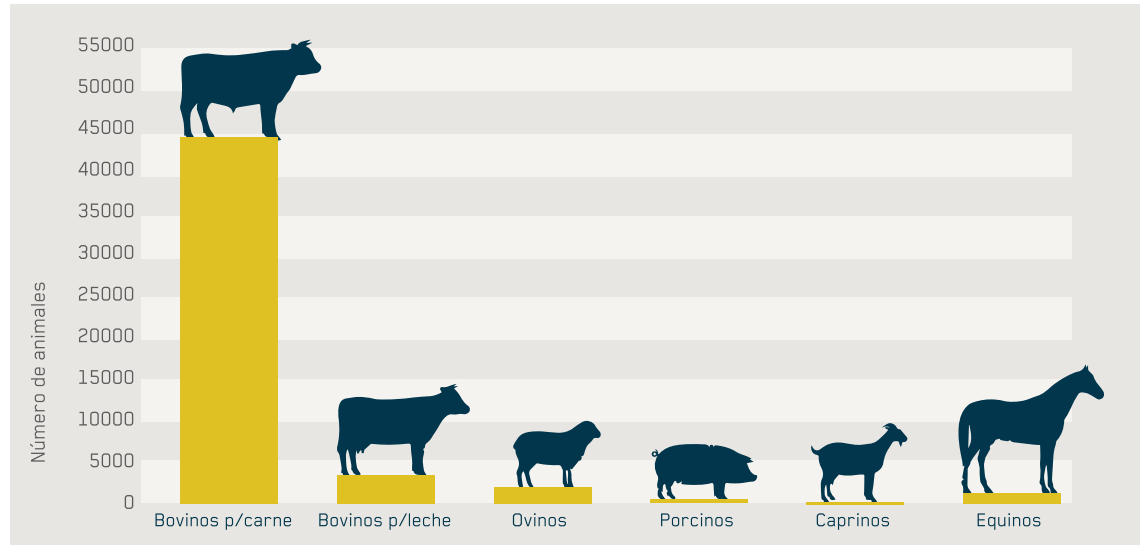 Número de animales
55000
50000
45000
40000
35000
30000
25000
20000
15000
10000
5000
0
Bovinos p/carne
Bovinos p/leche
Ovinos
Porcinos
Caprinos
Equinos